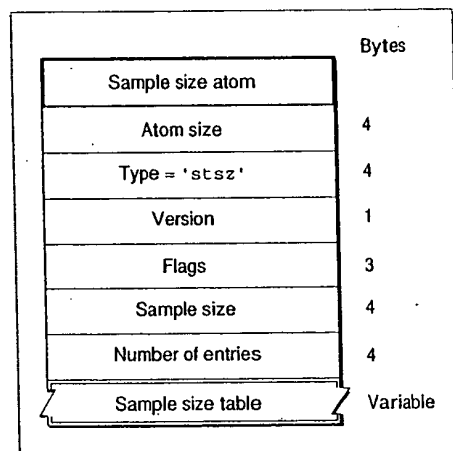 Bytes
Sample size atom
Atom size 4
Type = 'stsz' 4
Version 1
Flags 3
Sample size 4
Number of entries 4
Sample size table Variable